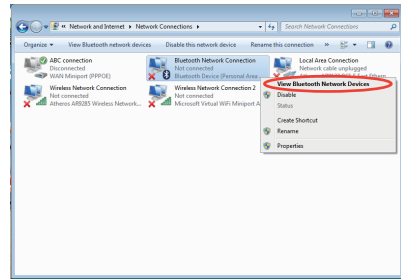 « Network and Internet ▸ Network Connections ▸
Search Network Connections
Organize ▾ View Bluetooth network devices Disable this network device Rename this connection »
ABC connection
Disconnected
WAN Miniport (PPPOE)
Bluetooth Network Connection
Not connected
Bluetooth Device (Personal Area...
Local Area Connection
Network cable unplugged
Wireless Network Connection
Not connected
Atheros AR9285 Wireless Network...
Wireless Network Connection 2
Not connected
Microsoft Virtual WiFi Miniport A
View Bluetooth Network Devices
Disable
Status
Create Shortcut
Rename
Properties